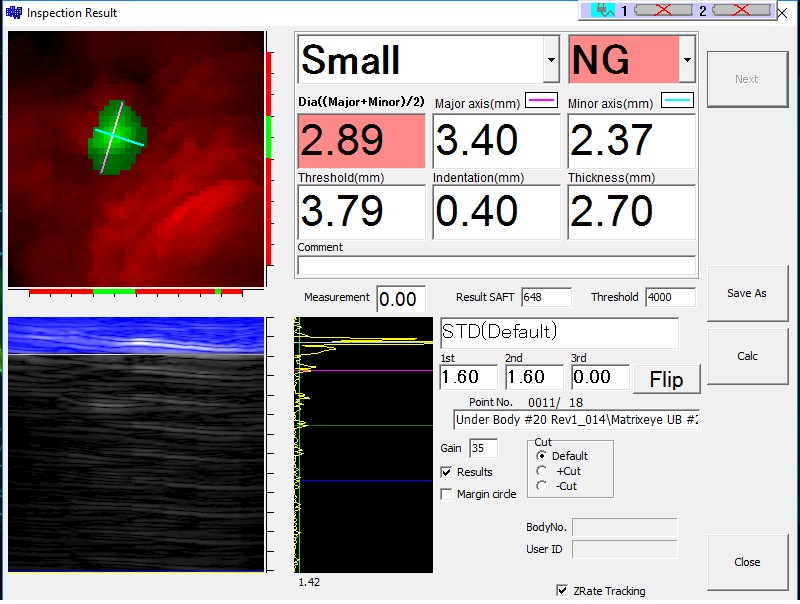 Inspection Result
1 2
Small NG
Next
Dia((Major+Minor)/2) Major axis(mm) Minor axis(mm)
2.89 3.40 2.37
Threshold(mm) Indentation(mm) Thickness(mm)
3.79 0.40 2.70
Comment
Measurement 0.00 Result SAFT 648 Threshold 4000
Save As
STD(Default)
Calc
1st 2nd 3rd
1.60 1.60 0.00 Flip
Point No. 0011/ 18
Under Body #20 Rev1_014\Matrixeye UB #2
Gain 35
Cut
Default
+Cut
-Cut
Results
Margin circle
BodyNo.
User ID
Close
1.42
ZRate Tracking